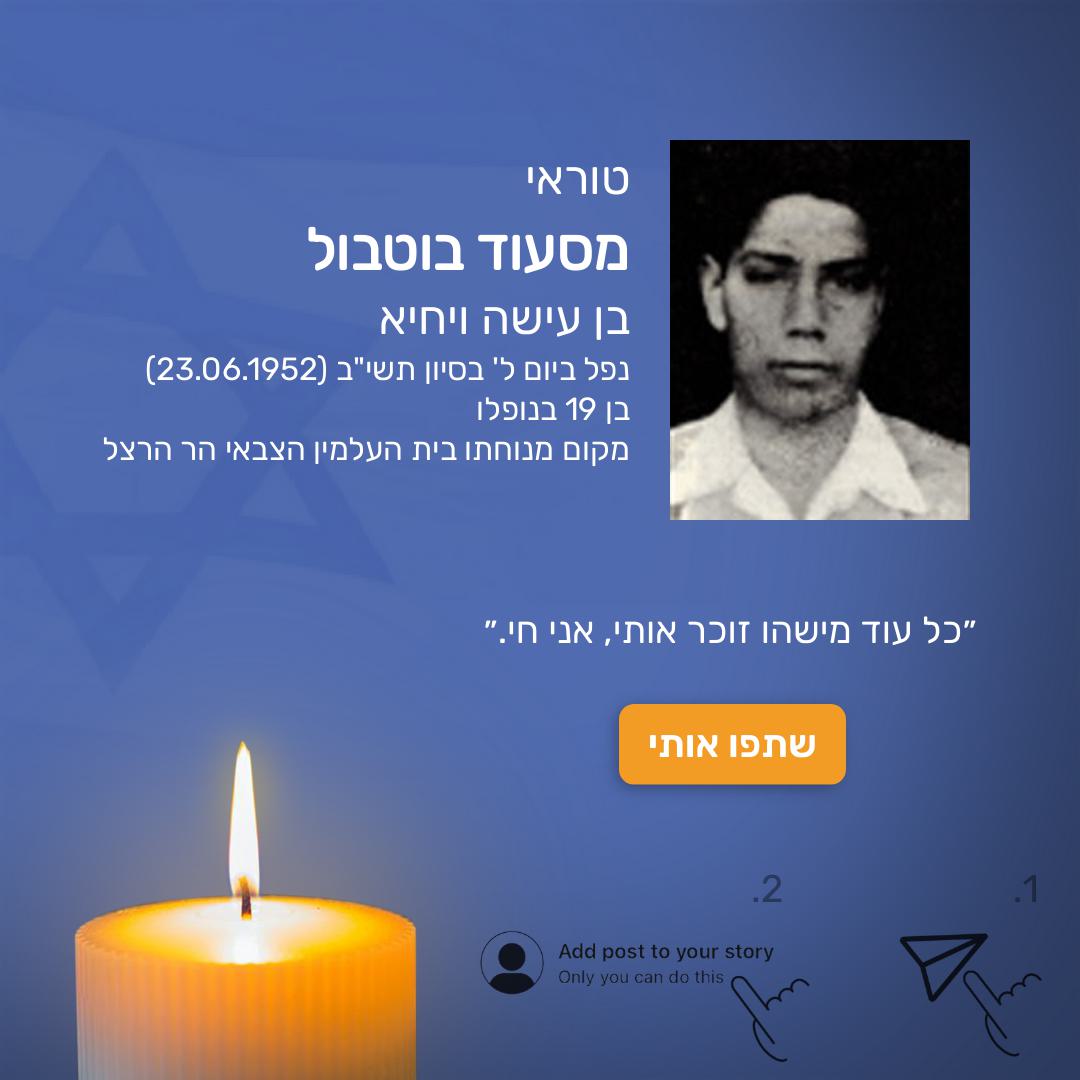 טוראי
מסעוד בוטבול
בן עישה ויחיא
נפל ביום ל' בסיון תשי"ב (23.06.1952)
בן 19 בנופלו
מקום מנוחתו בית העלמין הצבאי הר הרצל
״כל עוד מישהו זוכר אותי, אני חי.״
שתפו אותי
.1
.2
Add post to your story
Only you can do this